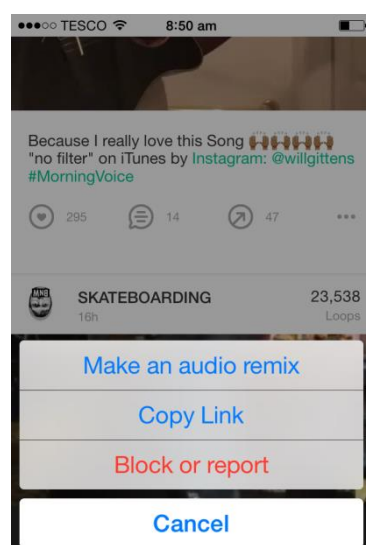 TESCO 8:50 am
Because I really love this Song 🙌🏾🙌🏾🙌🏾🙌🏾
"no filter" on iTunes by Instagram: @willgittens
#MorningVoice
295 14 47
MNB
SKATEBOARDING 23,538
16h Loops
Make an audio remix
Copy Link
Block or report
Cancel